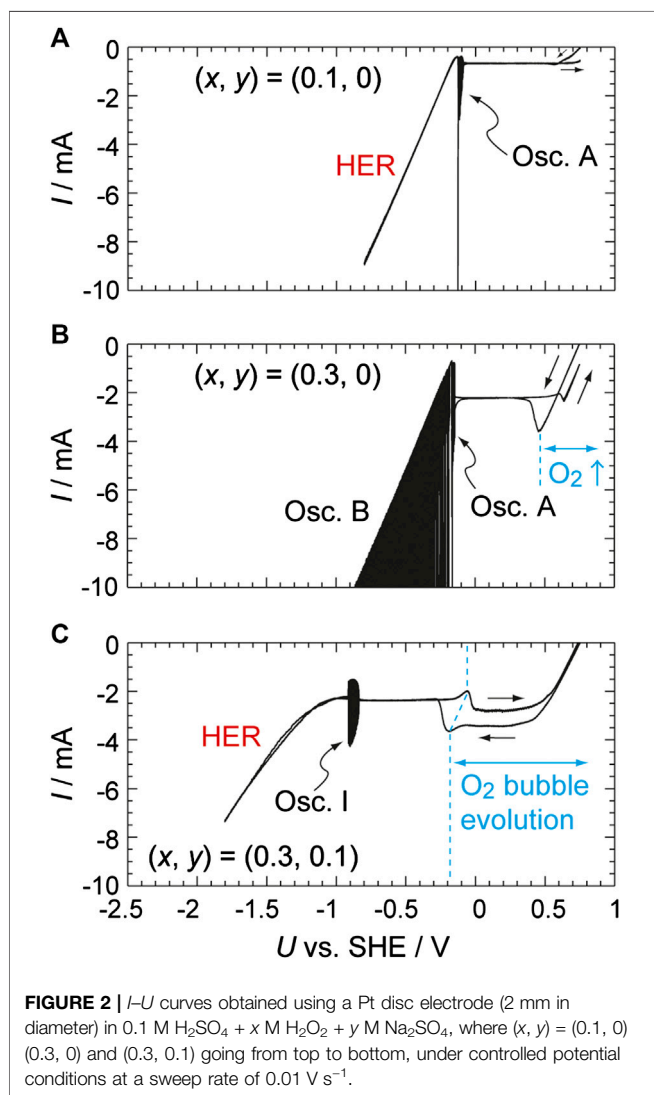 A
0
-2
-4
-6
-8
-10
I / mA
(x, y) = (0.1, 0)
HER
Osc. A
B
0
-2
-4
-6
-8
-10
I / mA
(x, y) = (0.3, 0)
Osc. B
Osc. A
O₂ ↑
C
0
-2
-4
-6
-8
-10
I / mA
HER
Osc. I
O₂ bubble
evolution
(x, y) = (0.3, 0.1)
-2.5 -2 -1.5 -1 -0.5 0 0.5 1
U vs. SHE / V
FIGURE 2 | I–U curves obtained using a Pt disc electrode (2 mm in
diameter) in 0.1 M H₂SO₄ + x M H₂O₂ + y M Na₂SO₄, where (x, y) = (0.1, 0)
(0.3, 0) and (0.3, 0.1) going from top to bottom, under controlled potential
conditions at a sweep rate of 0.01 V s⁻¹.